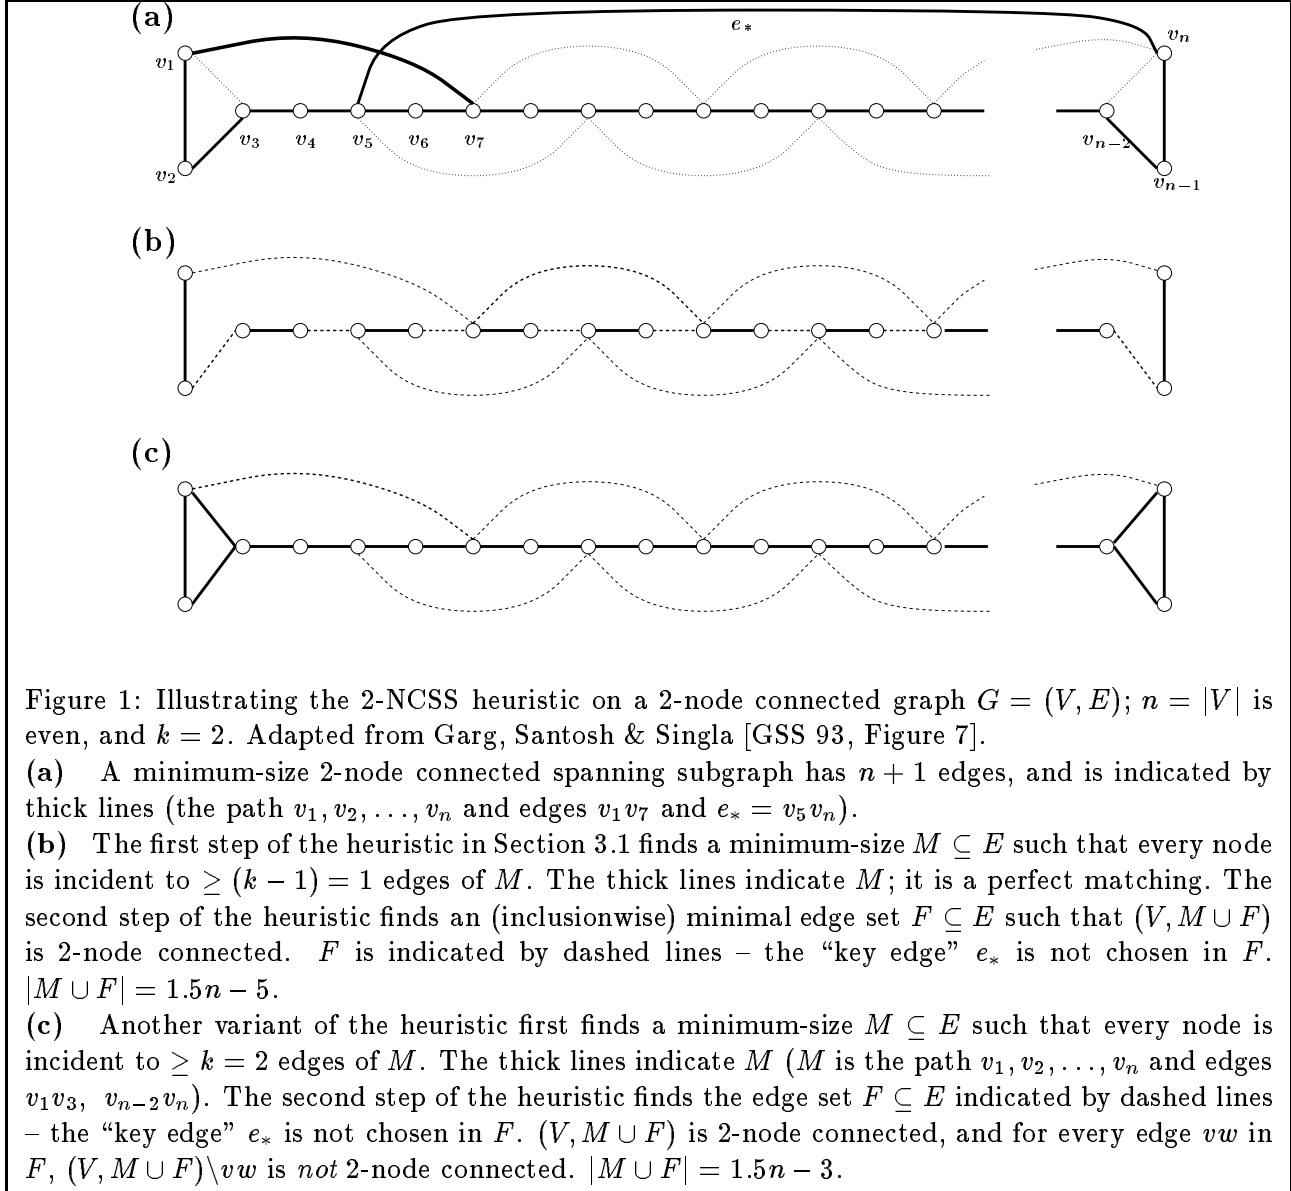 (a)
e∗
v1
vn
v3 v4 v5 v6 v7
vn−2
v2
vn−1
(b)
(c)
Figure 1: Illustrating the 2-NCSS heuristic on a 2-node connected graph G = (V, E); n = |V| is
even, and k = 2. Adapted from Garg, Santosh & Singla [GSS 93, Figure 7].
(a) A minimum-size 2-node connected spanning subgraph has n + 1 edges, and is indicated by
thick lines (the path v1, v2, . . . , vn and edges v1v7 and e∗ = v5vn).
(b) The first step of the heuristic in Section 3.1 finds a minimum-size M ⊆ E such that every node
is incident to ≥ (k − 1) = 1 edges of M. The thick lines indicate M; it is a perfect matching. The
second step of the heuristic finds an (inclusionwise) minimal edge set F ⊆ E such that (V, M ∪ F)
is 2-node connected. F is indicated by dashed lines – the “key edge” e∗ is not chosen in F.
|M ∪ F| = 1.5n − 5.
(c) Another variant of the heuristic first finds a minimum-size M ⊆ E such that every node is
incident to ≥ k = 2 edges of M. The thick lines indicate M (M is the path v1, v2, . . . , vn and edges
v1v3, vn−2vn). The second step of the heuristic finds the edge set F ⊆ E indicated by dashed lines
– the “key edge” e∗ is not chosen in F. (V, M ∪ F) is 2-node connected, and for every edge vw in
F, (V, M ∪ F)\vw is not 2-node connected. |M ∪ F| = 1.5n − 3.